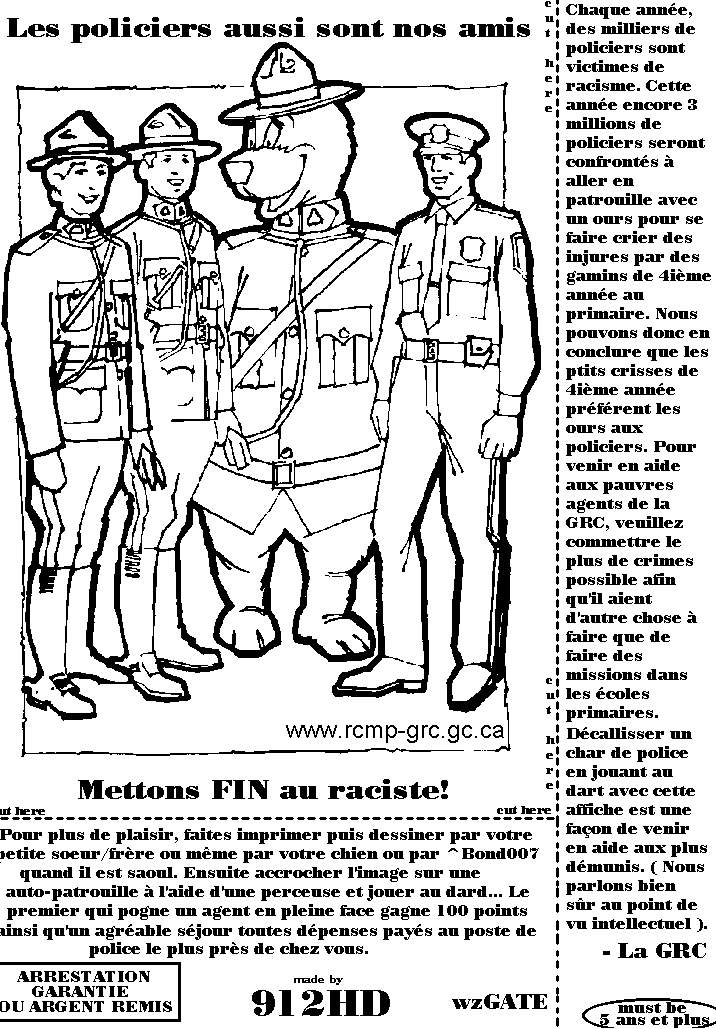 Les policiers aussi sont nos amis
www.rcmp-grc.gc.ca
Mettons FIN au raciste!
cut here
cut here
Chaque année,
des milliers de
policiers sont
victimes de
racisme. Cette
année encore 3
millions de
policiers seront
confrontés à
aller en
patrouille avec
un ours pour se
faire crier des
injures par des
gamins de 4ième
année au
primaire. Nous
pouvons donc en
conclure que les
ptits crisses de
4ième année
préférent les
ours aux
policiers. Pour
venir en aide
aux pauvres
agents de la
GRC, veuillez
commettre le
plus de crimes
possible afin
qu'il aient
d'autre chose à
faire que de
faire des
missions dans
les écoles
primaires.
Décallisser un
char de police
en jouant au
dart avec cette
affiche est une
façon de venir
en aide aux plus
démunis. ( Nous
parlons bien
sûr au point de
vu intellectuel ).
- La GRC
ut here
cut here
Pour plus de plaisir, faites imprimer puis dessiner par votre
petite soeur/frère ou même par votre chien ou par ^Bond007
quand il est saoul. Ensuite accrocher l'image sur une
auto-patrouille à l'aide d'une perceuse et jouer au dard... Le
premier qui pogne un agent en pleine face gagne 100 points
ainsi qu'un agréable séjour toutes dépenses payés au poste de
police le plus près de chez vous.
ARRESTATION
GARANTIE
OU ARGENT REMIS
made by
912HD
wzGATE
must be
5 ans et plus